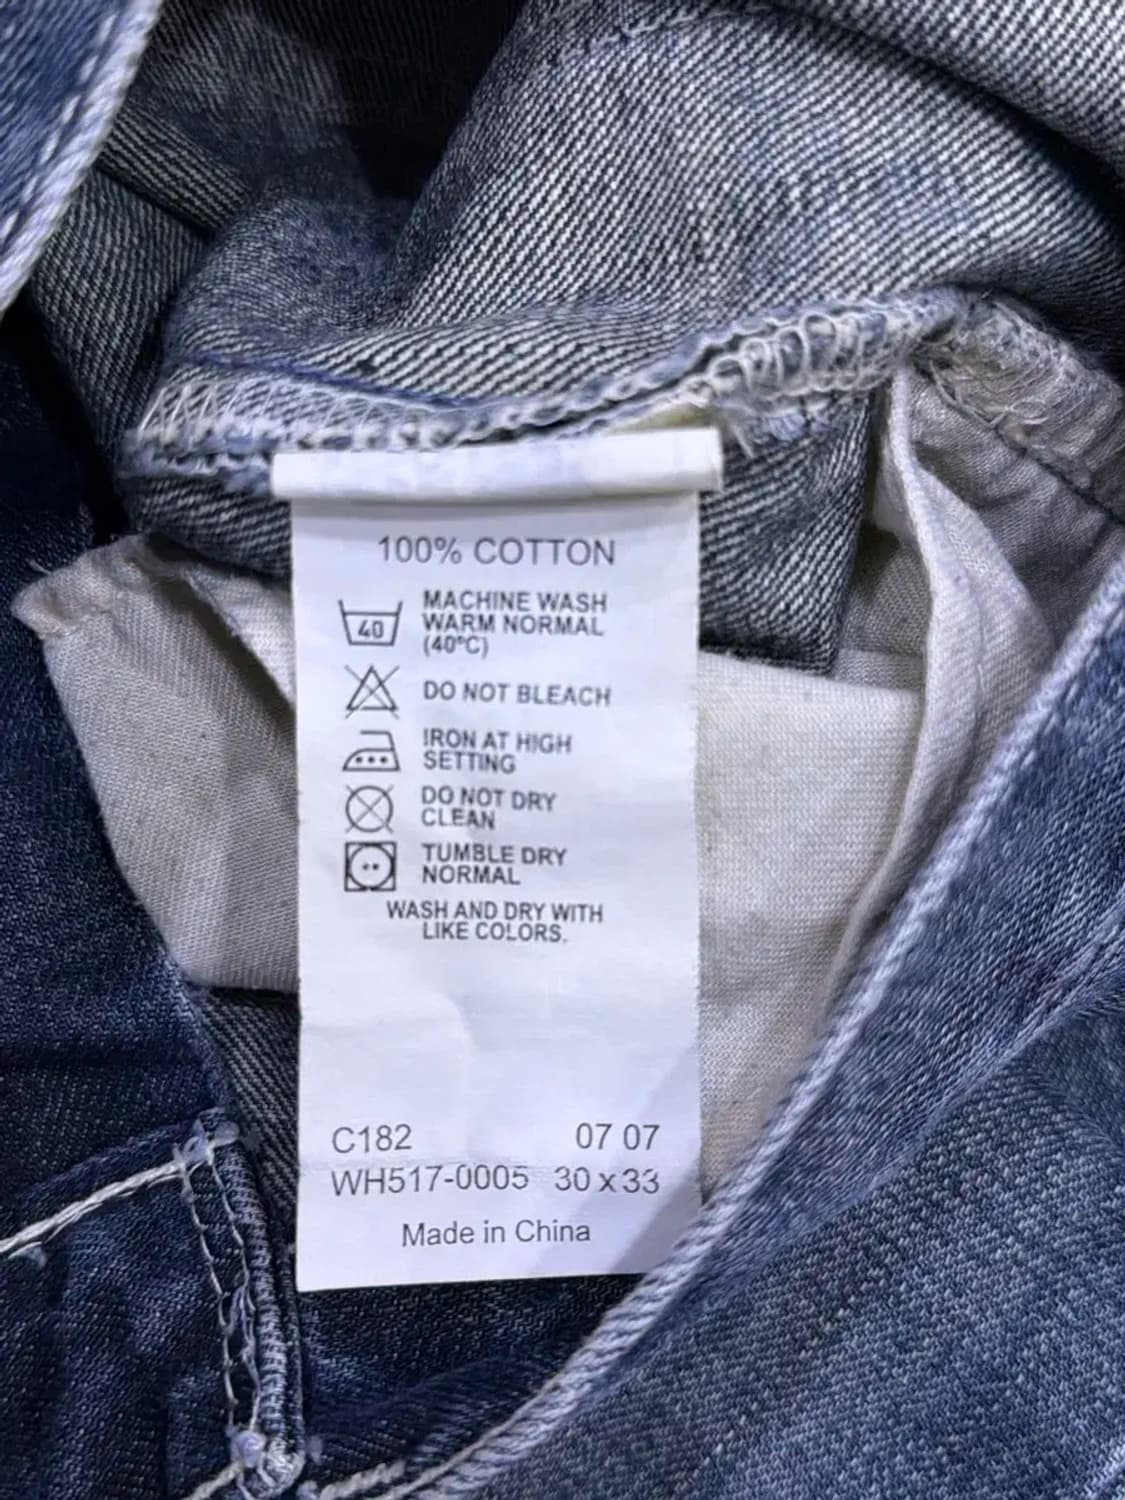 100% COTTON
40
MACHINE WASH
WARM NORMAL
(40°C)
DO NOT BLEACH
IRON AT HIGH
SETTING
DO NOT DRY
CLEAN
TUMBLE DRY
NORMAL
WASH AND DRY WITH
LIKE COLORS.
C182 07 07
WH517-0005 30 x 33
Made in China